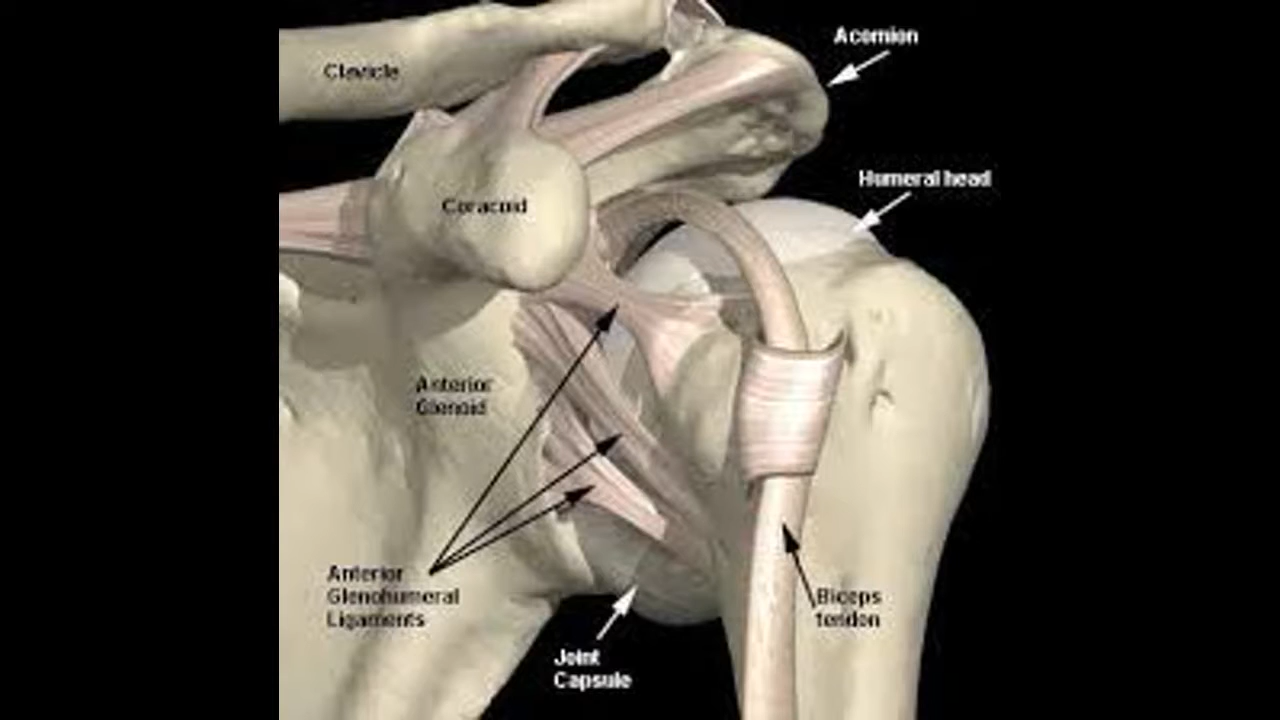 Acomion
Clavicle
Humeral head
Coracoid
Anterior
Glenoid
Anterior
Glenohumeral
Ligaments
Biceps
tendon
Joint
Capsule